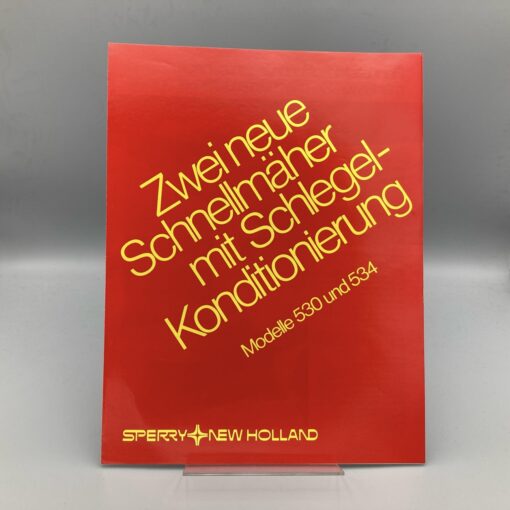 Zwei neue
Schnellmäher
mit Schlegel-
Konditionierung
Modelle 530 und 534
SPERRY NEW HOLLAND